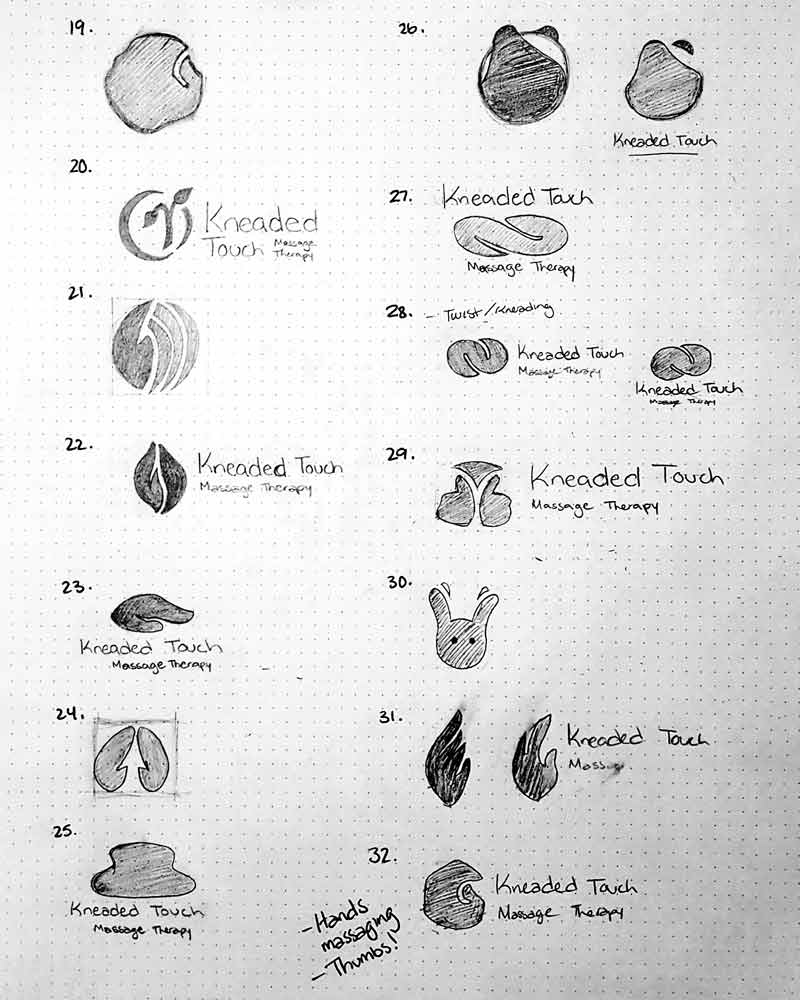 19.
20.
Kneaded
Touch Massage
Therapy
21.
22.
Kneaded Touch
Massage Therapy
23.
Kneaded Touch
Massage Therapy
24.
25.
Kneaded Touch
Massage Therapy
26.
Kneaded Touch
27.
Kneaded Touch
Massage Therapy
28. - Twist/Kneading
Kneaded Touch
Massage Therapy
Kneaded Touch
Massage Therapy
29.
Kneaded Touch
Massage Therapy
30.
31.
Kneaded Touch
Mass
32.
Kneaded Touch
Massage Therapy
- Hands
massaging
- Thumbs!